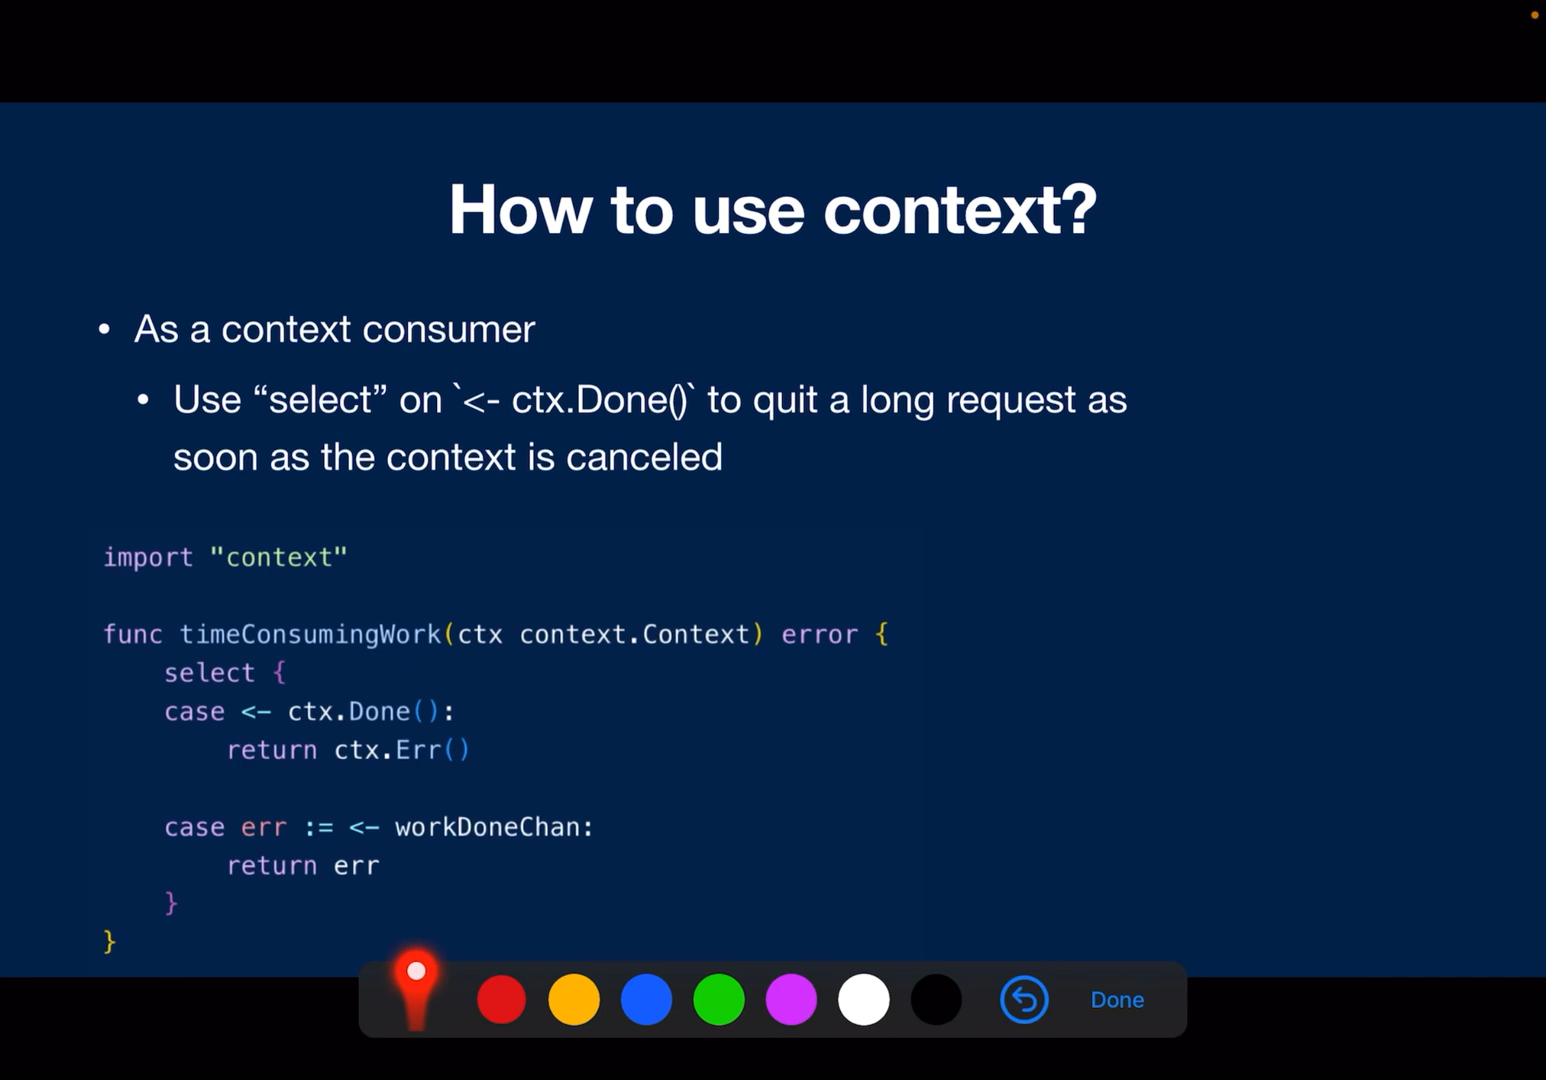 How to use context?
• As a context consumer
• Use “select” on `<- ctx.Done()` to quit a long request as
soon as the context is canceled
import "context"
func timeConsumingWork(ctx context.Context) error {
    select {
    case <- ctx.Done():
        return ctx.Err()
    case err := <- workDoneChan:
        return err
    }
}
Done